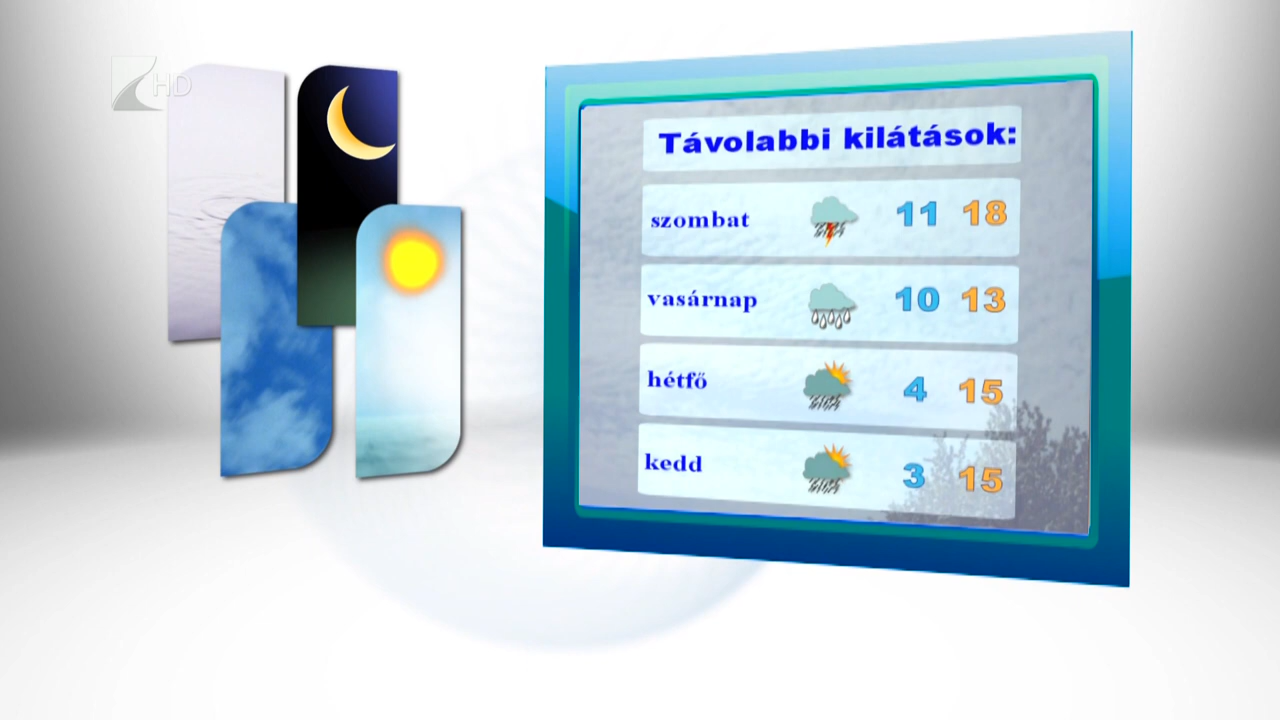 HD
Távolabbi kilátások:
szombat 11 18
vasárnap 10 13
hétfő 4 15
kedd 3 15